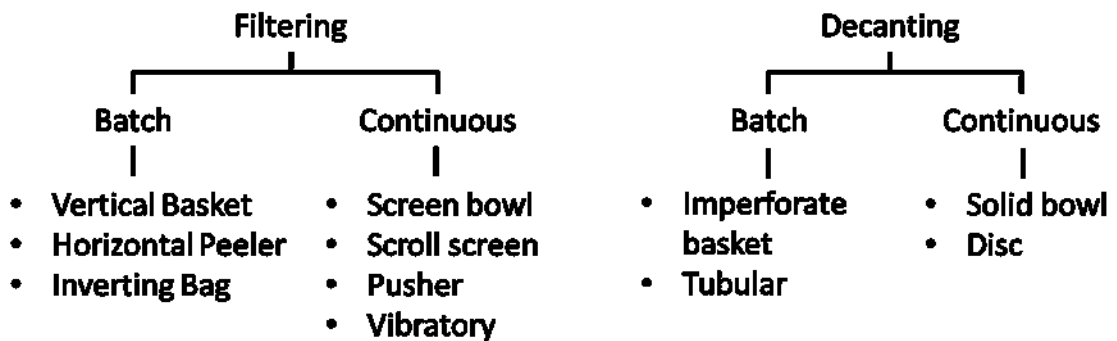 Filtering
Batch
Continuous
• Vertical Basket
• Horizontal Peeler
• Inverting Bag
• Screen bowl
• Scroll screen
• Pusher
• Vibratory
Decanting
Batch
Continuous
• Imperforate
basket
• Tubular
• Solid bowl
• Disc